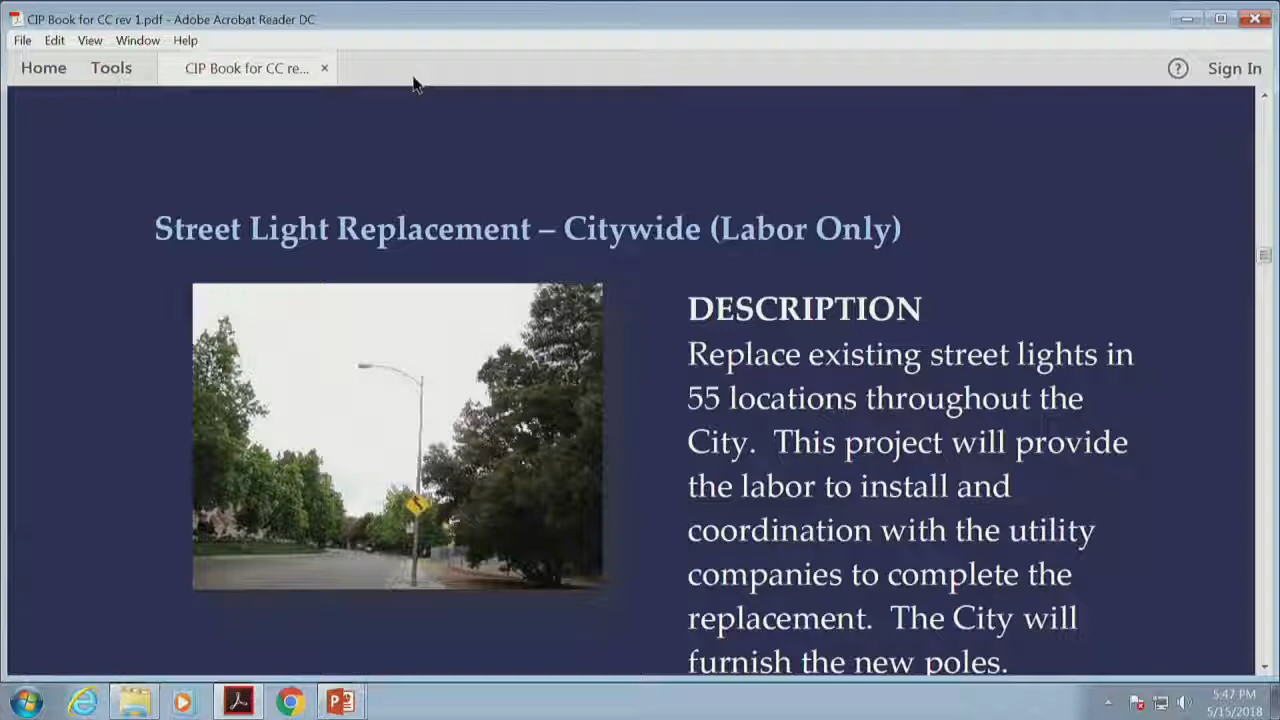 CIP Book for CC rev 1.pdf - Adobe Acrobat Reader DC
File Edit View Window Help
Home Tools CIP Book for CC re... × ? Sign In
Street Light Replacement – Citywide (Labor Only)
DESCRIPTION
Replace existing street lights in
55 locations throughout the
City. This project will provide
the labor to install and
coordination with the utility
companies to complete the
replacement. The City will
furnish the new poles.
5:47 PM
5/15/2018